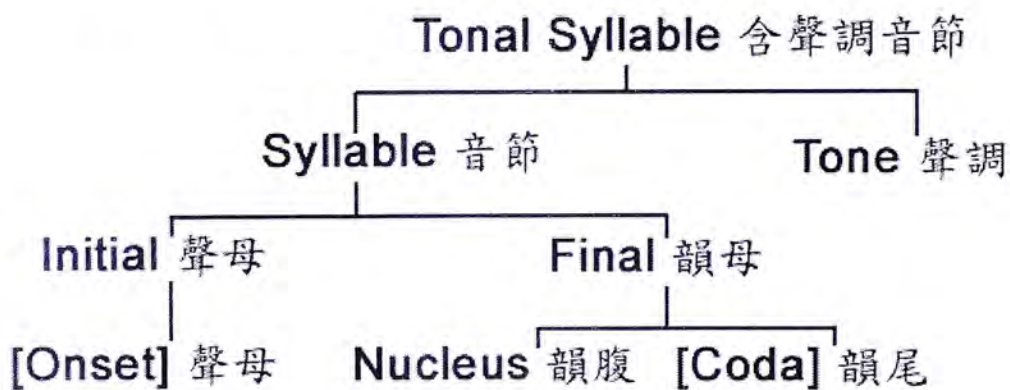 Tonal Syllable 含聲調音節
Syllable 音節 Tone 聲調
Initial 聲母 Final 韻母
[Onset] 聲母 Nucleus 韻腹 [Coda] 韻尾